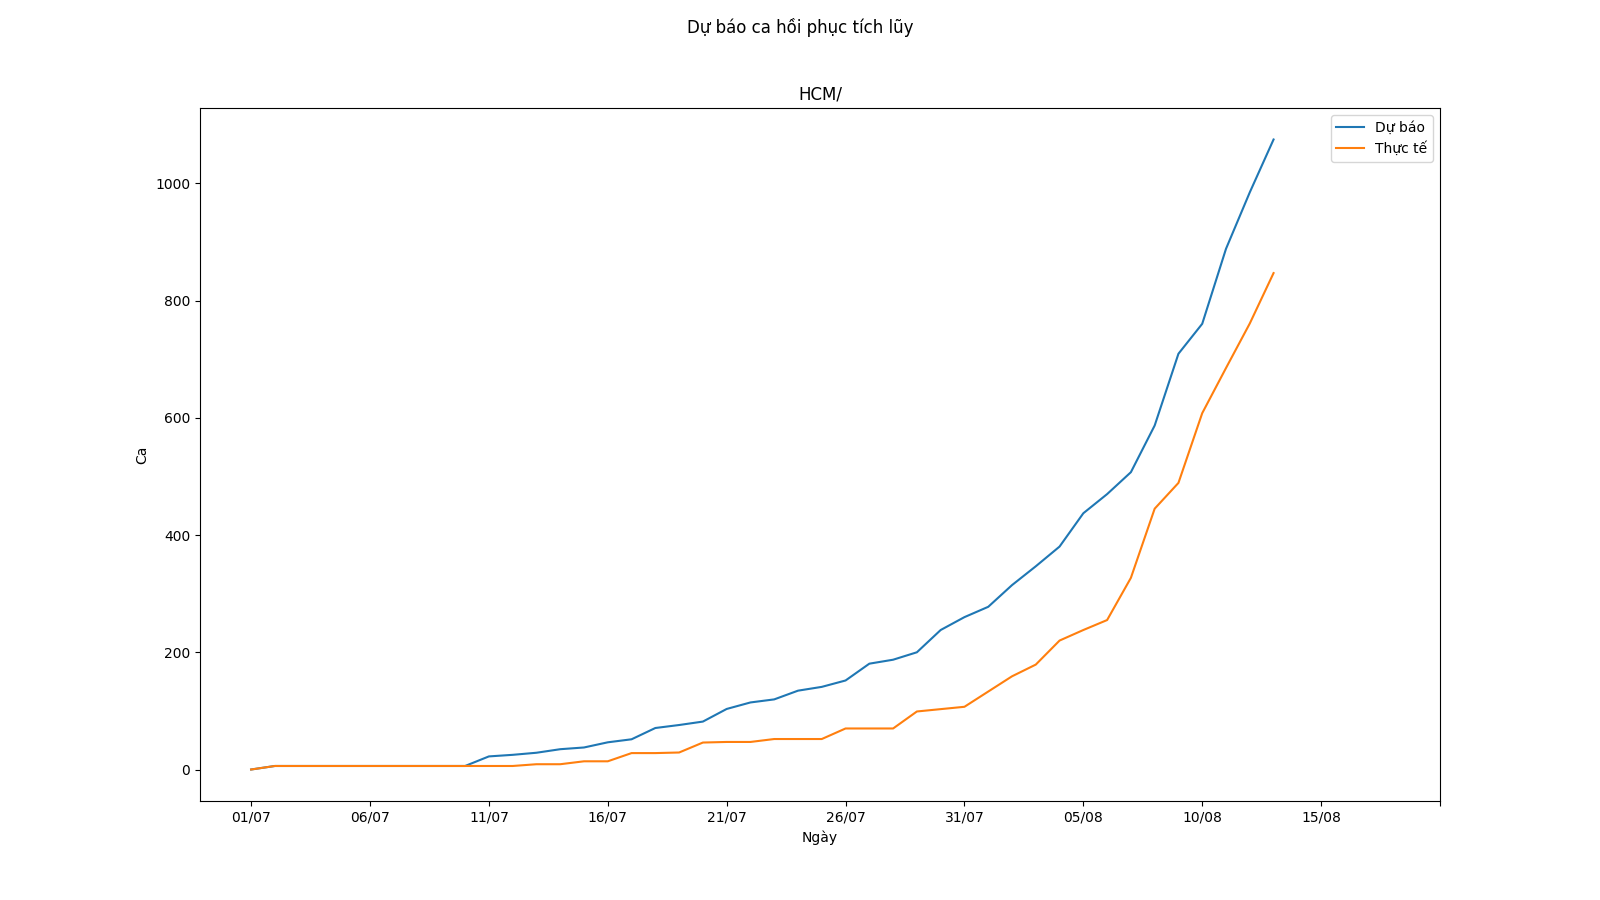 Dự báo ca hồi phục tích lũy
HCM/
Dự báo
Thực tế
1000
800
600
400
200
0
Ca
01/07 06/07 11/07 16/07 21/07 26/07 31/07 05/08 10/08 15/08
Ngày